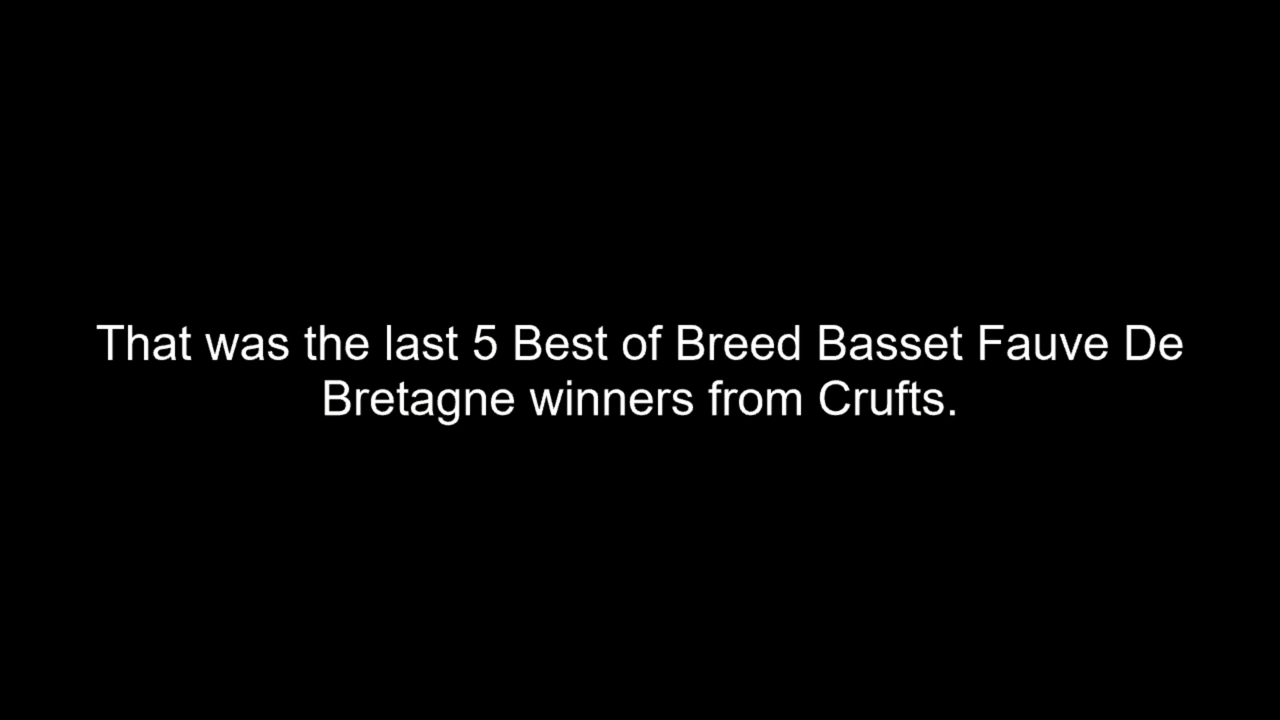 That was the last 5 Best of Breed Basset Fauve De
Bretagne winners from Crufts.